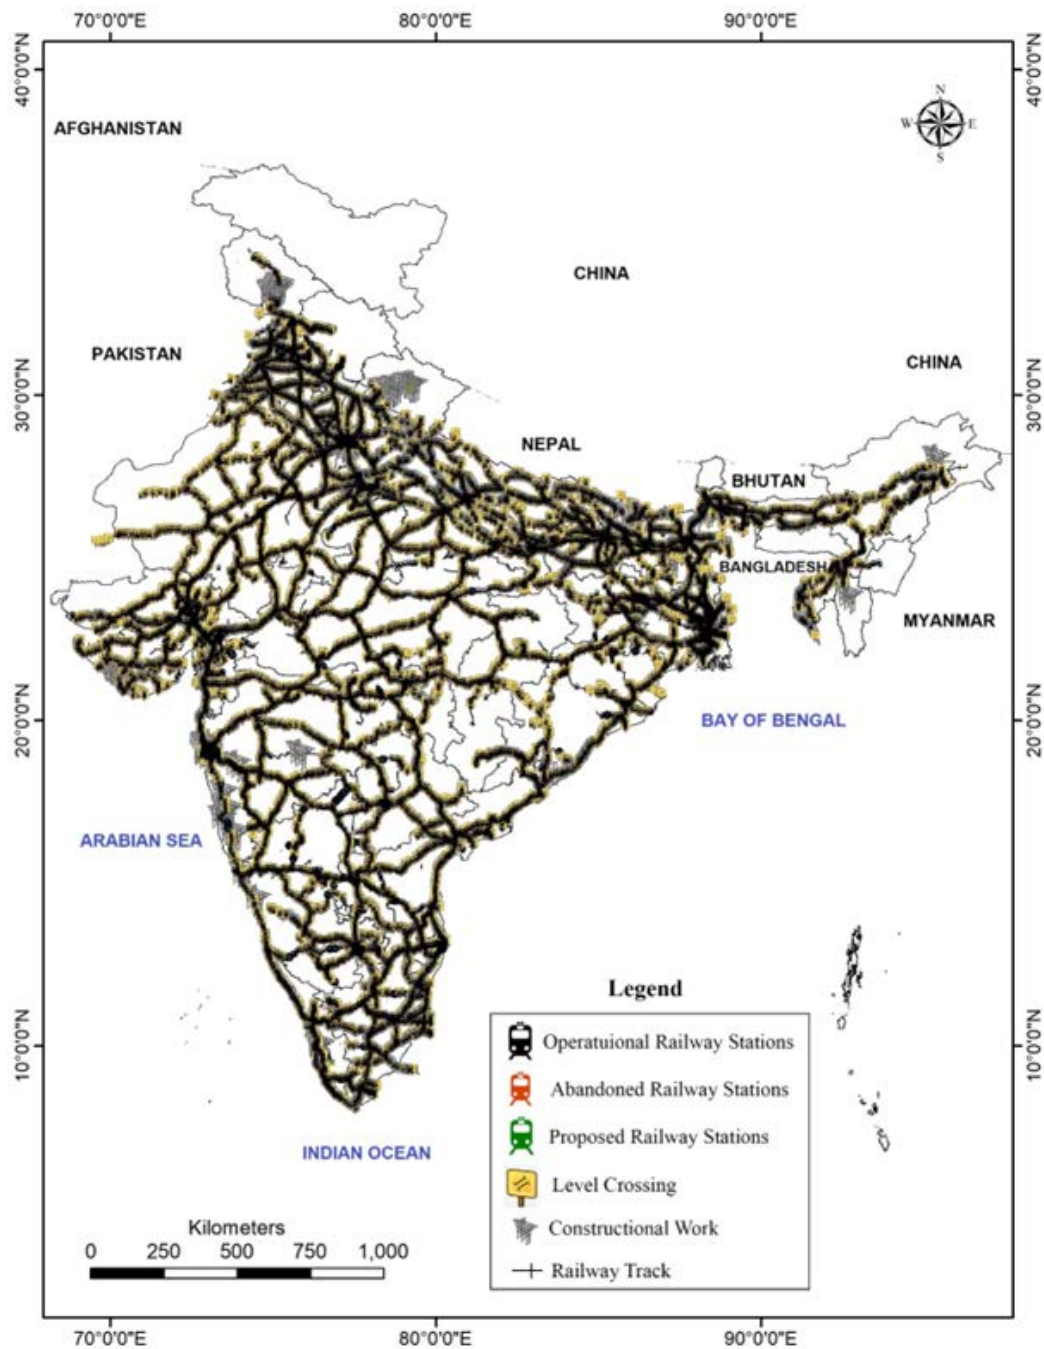 70°0'0"E 80°0'0"E 90°0'0"E
40°0'0"N 40°0'0"N
N
W E
S
AFGHANISTAN
CHINA
PAKISTAN
CHINA
30°0'0"N 30°0'0"N
NEPAL
BHUTAN
BANGLADESH
MYANMAR
20°0'0"N BAY OF BENGAL 20°0'0"N
ARABIAN SEA
Legend
Operatuional Railway Stations
10°0'0"N 10°0'0"N
Abandoned Railway Stations
Proposed Railway Stations
INDIAN OCEAN
Level Crossing
Constructional Work
Kilometers
0 250 500 750 1,000
Railway Track
70°0'0"E 80°0'0"E 90°0'0"E